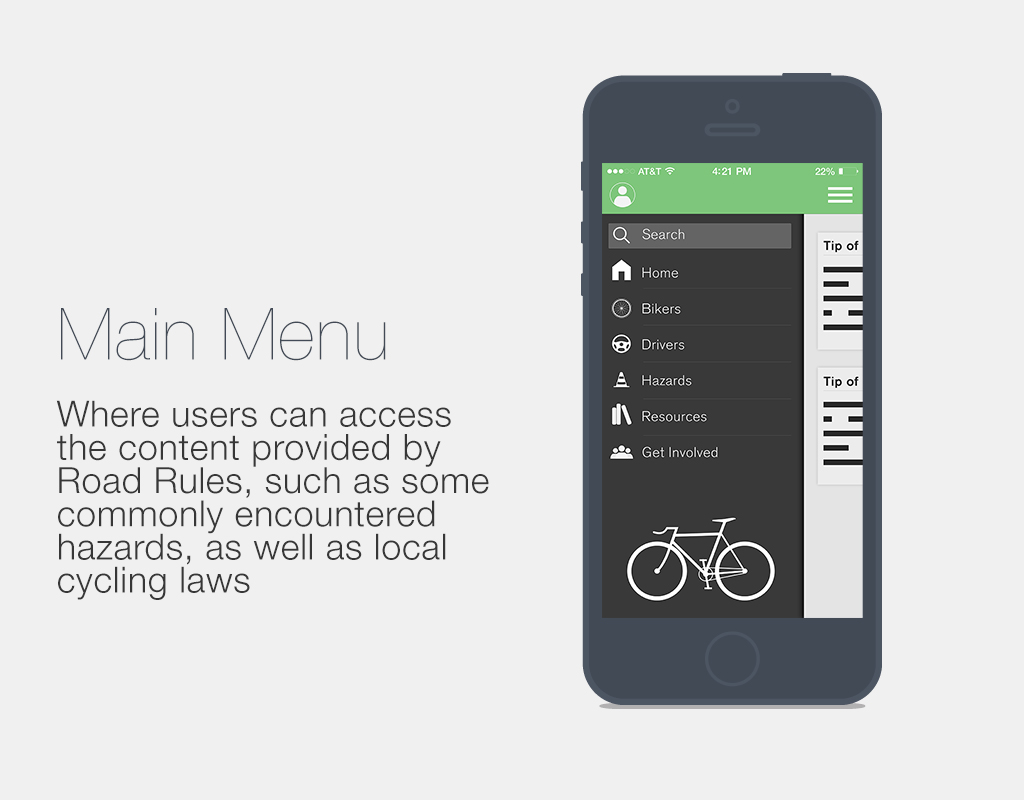 Main Menu
Where users can access
the content provided by
Road Rules, such as some
commonly encountered
hazards, as well as local
cycling laws
AT&T 4:21 PM 22%
Search
Home
Bikers
Drivers
Hazards
Resources
Get Involved
Tip of
Tip of